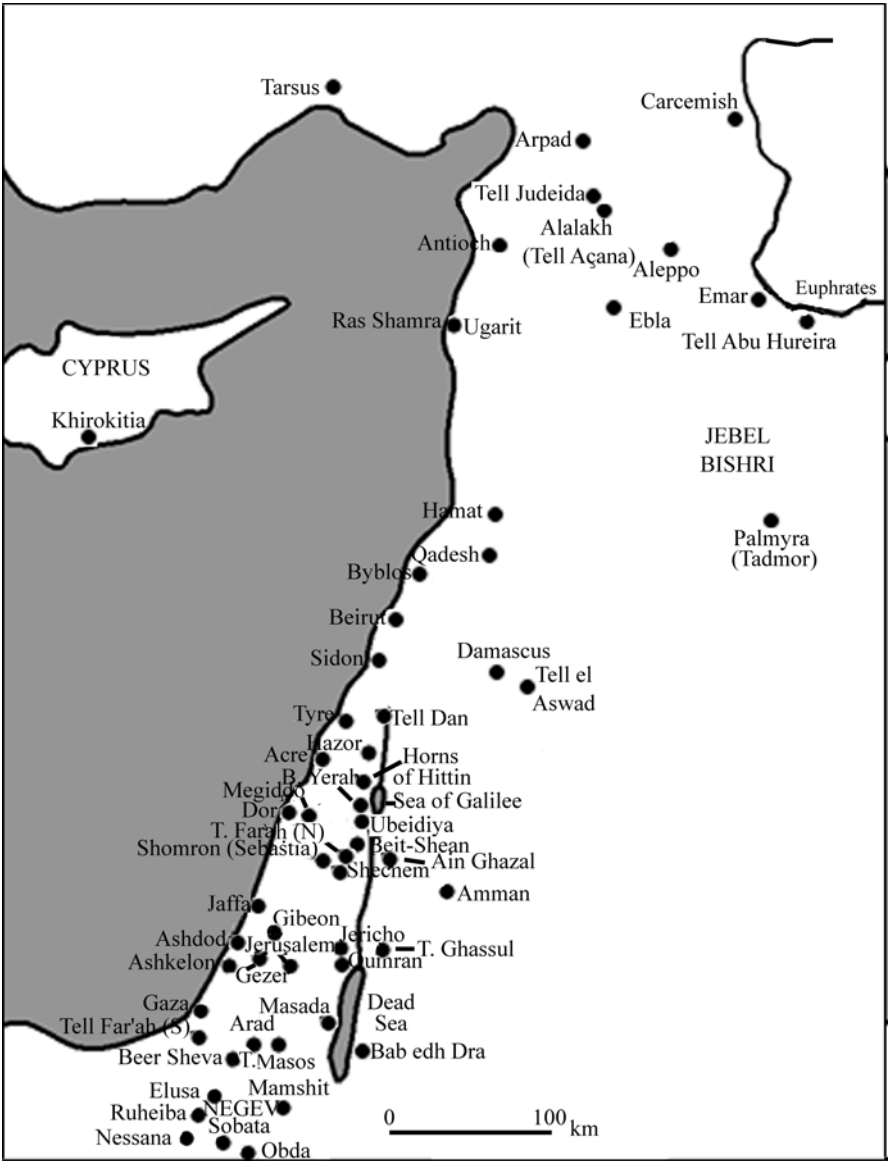 Tarsus
Carcemish
Arpad
Tell Judeida
Alalakh
(Tell Açana)
Antioch
Aleppo
Emar
Euphrates
Ebla
Ras Shamra
Ugarit
Tell Abu Hureira
CYPRUS
Khirokitia
JEBEL
BISHRI
Hamat
Palmyra
(Tadmor)
Qadesh
Byblos
Beirut
Sidon
Damascus
Tell el
Aswad
Tyre
Tell Dan
Hazor
Acre
Horns
of Hittin
B. Yerah
Megiddo
Sea of Galilee
Dor
Ubeidiya
T. Farah (N)
Beit-Shean
Shomron (Sebastia)
Ain Ghazal
Shechem
Amman
Jaffa
Gibeon
Jericho
Ashdod
Jerusalem
T. Ghassul
Ashkelon
Gezer
Qumran
Gaza
Masada
Dead
Sea
Tell Far'ah (S)
Arad
Beer Sheva
T.Masos
Bab edh Dra
Elusa
Mamshit
Ruheiba
NEGEV
Sobata
Nessana
Obda
0 100
km